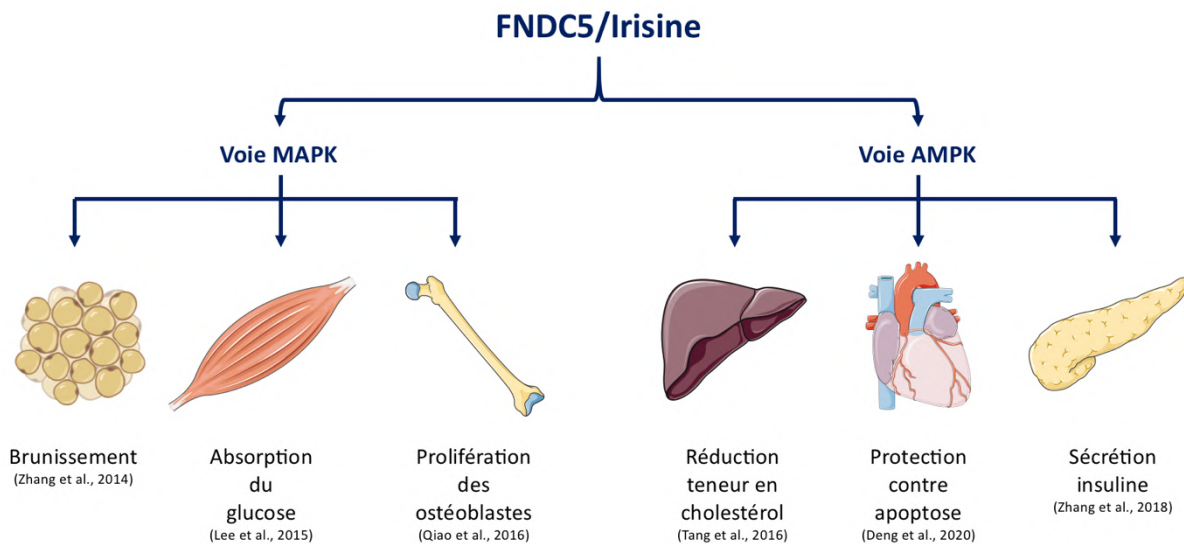 FNDC5/Irisine
Voie MAPK
Voie AMPK
Brunissement
(Zhang et al., 2014)
Absorption
du
glucose
(Lee et al., 2015)
Prolifération
des
ostéoblastes
(Qiao et al., 2016)
Réduction
teneur en
cholestérol
(Tang et al., 2016)
Protection
contre
apoptose
(Deng et al., 2020)
Sécrétion
insuline
(Zhang et al., 2018)